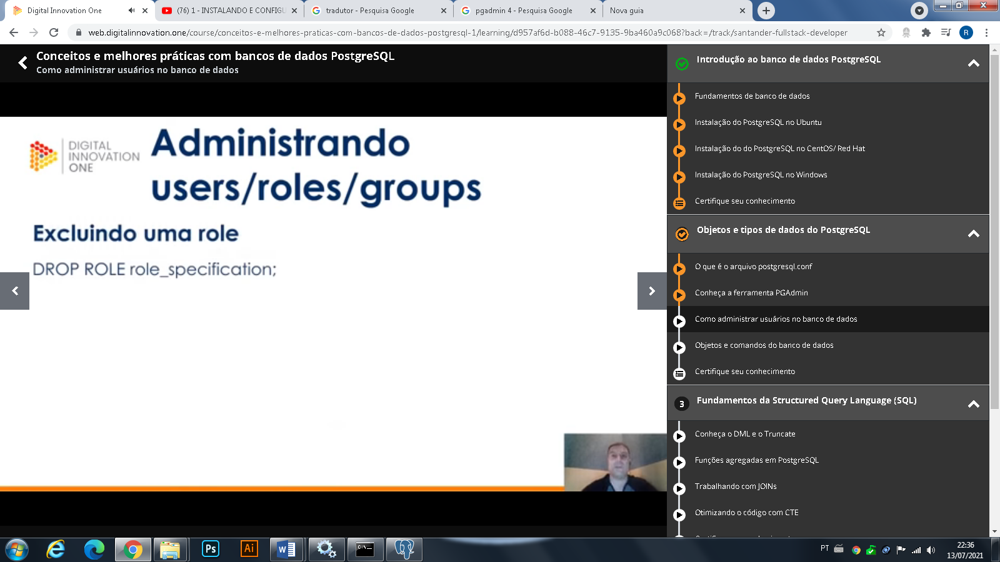 Digital Innovation One
(76) 1 - INSTALANDO E CONFIGU
tradutor - Pesquisa Google
pgadmin 4 - Pesquisa Google
Nova guia
web.digitalinnovation.one/course/conceitos-e-melhores-praticas-com-bancos-de-dados-postgresql-1/learning/d957af6d-b088-46c7-9135-9ba460a9c068?back=/track/santander-fullstack-developer
R
Conceitos e melhores práticas com bancos de dados PostgreSQL
Como administrar usuários no banco de dados
DIGITAL
INNOVATION
ONE
Administrando
users/roles/groups
Excluindo uma role
DROP ROLE role_specification;
Introdução ao banco de dados PostgreSQL
Fundamentos de banco de dados
Instalação do PostgreSQL no Ubuntu
Instalação do do PostgreSQL no CentOS/ Red Hat
Instalação do PostgreSQL no Windows
Certifique seu conhecimento
Objetos e tipos de dados do PostgreSQL
O que é o arquivo postgresql.conf
Conheça a ferramenta PGAdmin
Como administrar usuários no banco de dados
Objetos e comandos do banco de dados
Certifique seu conhecimento
3
Fundamentos da Structured Query Language (SQL)
Conheça o DML e o Truncate
Funções agregadas em PostgreSQL
Trabalhando com JOINs
Otimizando o código com CTE
Ps
Ai
W
C:\
PT
22:36
13/07/2021